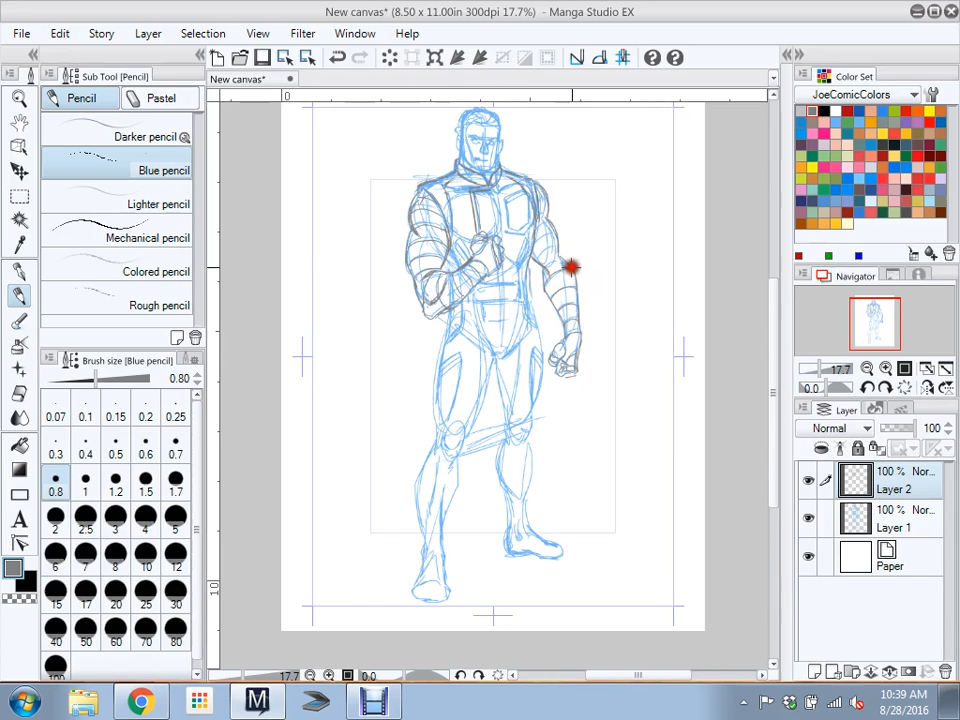 New canvas* (8.50 x 11.00in 300dpi 17.7%) - Manga Studio EX
File Edit Story Layer Selection View Filter Window Help
Sub Tool [Pencil]
Pencil Pastel
Darker pencil
Blue pencil
Lighter pencil
Mechanical pencil
Colored pencil
Rough pencil
Brush size [Blue pencil]
0.80
0.07 0.1 0.15 0.2 0.25
0.3 0.4 0.5 0.6 0.7
0.8 1 1.2 1.5 1.7
2 2.5 3 4 5
6 7 8 10 12
15 17 20 25 30
40 50 60 70 80
100
New canvas*
0
10
17.7 0.0
Color Set
JoeComicColors
Navigator
17.7
0.0
Layer
Normal 100
100 % Nor...
Layer 2
100 % Nor...
Layer 1
Paper
M
10:39 AM
8/28/2016